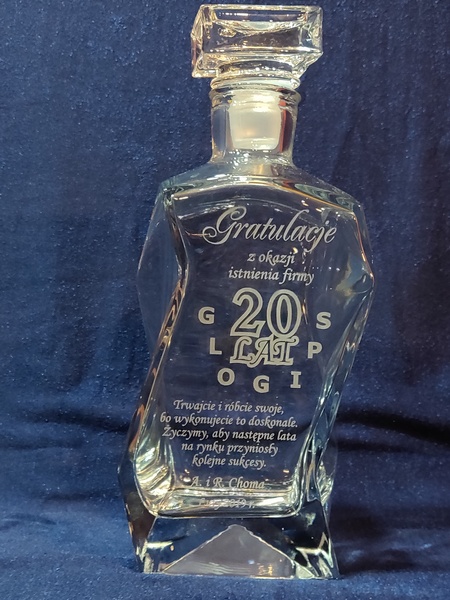 Gratulacje
z okazji
istnienia firmy
G 20 S
L LAT P
O G I
Trwajcie i róbcie swoje,
bo wykonujecie to doskonale.
Życzymy, aby następne lata
na rynku przyniosły
kolejne sukcesy.
A. i R. Choma
2019 r.